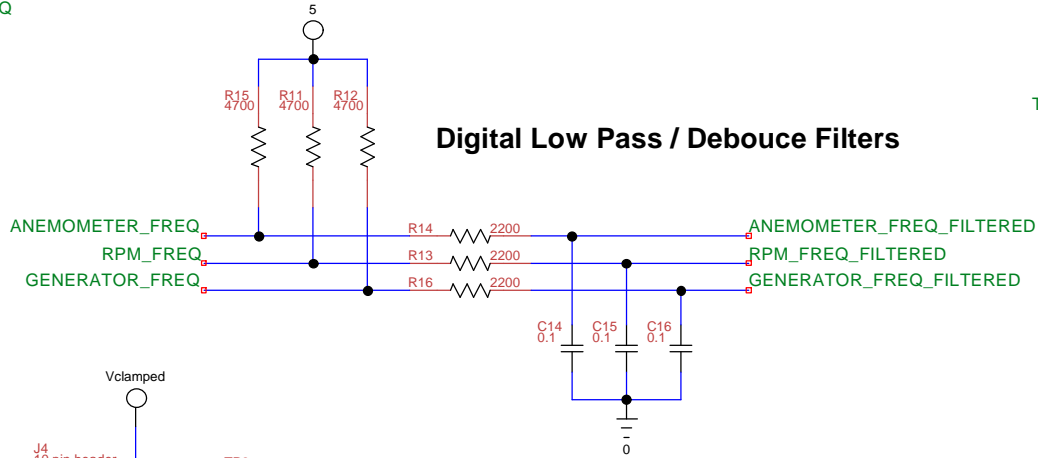 Q
5
R15
4700
R11
4700
R12
4700
T
Digital Low Pass / Debouce Filters
ANEMOMETER_FREQ
R14
2200
ANEMOMETER_FREQ_FILTERED
RPM_FREQ
R13
2200
RPM_FREQ_FILTERED
GENERATOR_FREQ
R16
2200
GENERATOR_FREQ_FILTERED
C14
0.1
C15
0.1
C16
0.1
Vclamped
0
J4